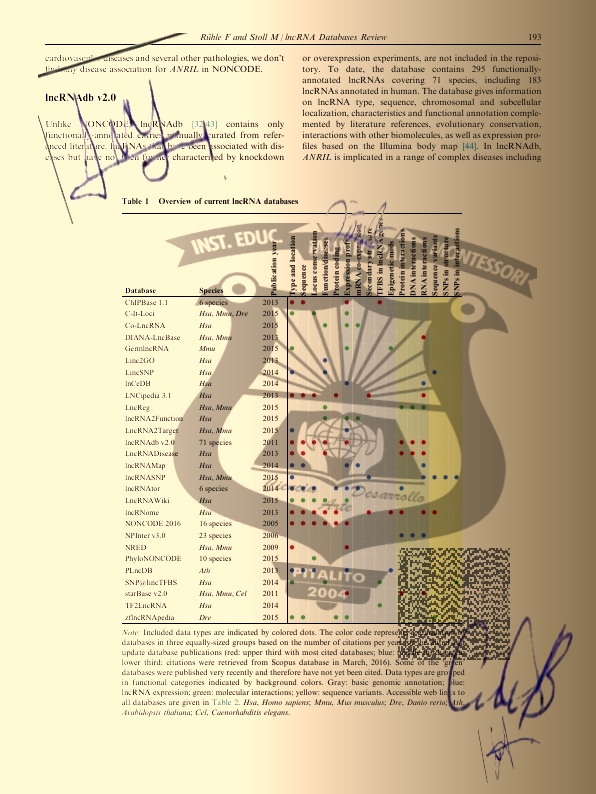 Rühle F and Stoll M / lncRNA Databases Review 193
cardiovascular diseases and several other pathologies, we don't
find any disease association for ANRIL in NONCODE.
lncRNAdb v2.0
Unlike NONCODE, lncRNAdb [32,43] contains only
functionally-annotated entries manually curated from refer-
enced literature. lncRNAs that have been associated with dis-
eases but have not been further characterized by knockdown
or overexpression experiments, are not included in the reposi-
tory. To date, the database contains 295 functionally-
annotated lncRNAs covering 71 species, including 183
lncRNAs annotated in human. The database gives information
on lncRNA type, sequence, chromosomal and subcellular
localization, characteristics and functional annotation comple-
mented by literature references, evolutionary conservation,
interactions with other biomolecules, as well as expression pro-
files based on the Illumina body map [44]. In lncRNAdb,
ANRIL is implicated in a range of complex diseases including
Table 1 Overview of current lncRNA databases
Database Species Publication year Type and location Sequence Locus conservation Function/diseases Protein coding Expression profile mRNA co-expression Secondary structure TFBS in lncRNA genes Epigenetic mods Protein interactions DNA interactions RNA interactions Sequence variants SNPs in structure SNPs in interactions
ChIPBase 1.1 6 species 2013
C-It-Loci Hsa, Mmu, Dre 2015
Co-LncRNA Hsa 2015
DIANA-LncBase Hsa, Mmu 2013
GermlncRNA Mmu 2015
Linc2GO Hsa 2013
LincSNP Hsa 2014
lnCeDB Hsa 2014
LNCipedia 3.1 Hsa 2013
LncReg Hsa, Mmu 2015
lncRNA2Function Hsa 2015
LncRNA2Target Hsa, Mmu 2015
lncRNAdb v2.0 71 species 2011
LncRNADisease Hsa 2013
lncRNAMap Hsa 2014
lncRNASNP Hsa, Mmu 2015
lncRNAtor 6 species 2014
LncRNAWiki Hsa 2015
lncRNome Hsa 2013
NONCODE 2016 16 species 2005
NPInter v3.0 23 species 2006
NRED Hsa, Mmu 2009
PhyloNONCODE 10 species 2015
PLncDB Ath 2013
SNP@lincTFBS Hsa 2014
starBase v2.0 Hsa, Mmu, Cel 2011
TF2LncRNA Hsa 2014
zflncRNApedia Dre 2015
INST. EDUC
MONTESSORI
Ciencia Arte Desarrollo
PITALITO
2004
Note: Included data types are indicated by colored dots. The color code represents
databases in three equally-sized groups based on the number of citations per year
update database publications (red: upper third with most cited databases; blue:
lower third; citations were retrieved from Scopus database in March, 2016). Some of the green
databases were published very recently and therefore have not yet been cited. Data types are grouped
in functional categories indicated by background colors. Gray: basic genomic annotation; blue:
lncRNA expression; green: molecular interactions; yellow: sequence variants. Accessible web links to
all databases are given in Table 2. Hsa, Homo sapiens; Mmu, Mus musculus; Dre, Danio rerio; Ath,
Arabidopsis thaliana; Cel, Caenorhabditis elegans.